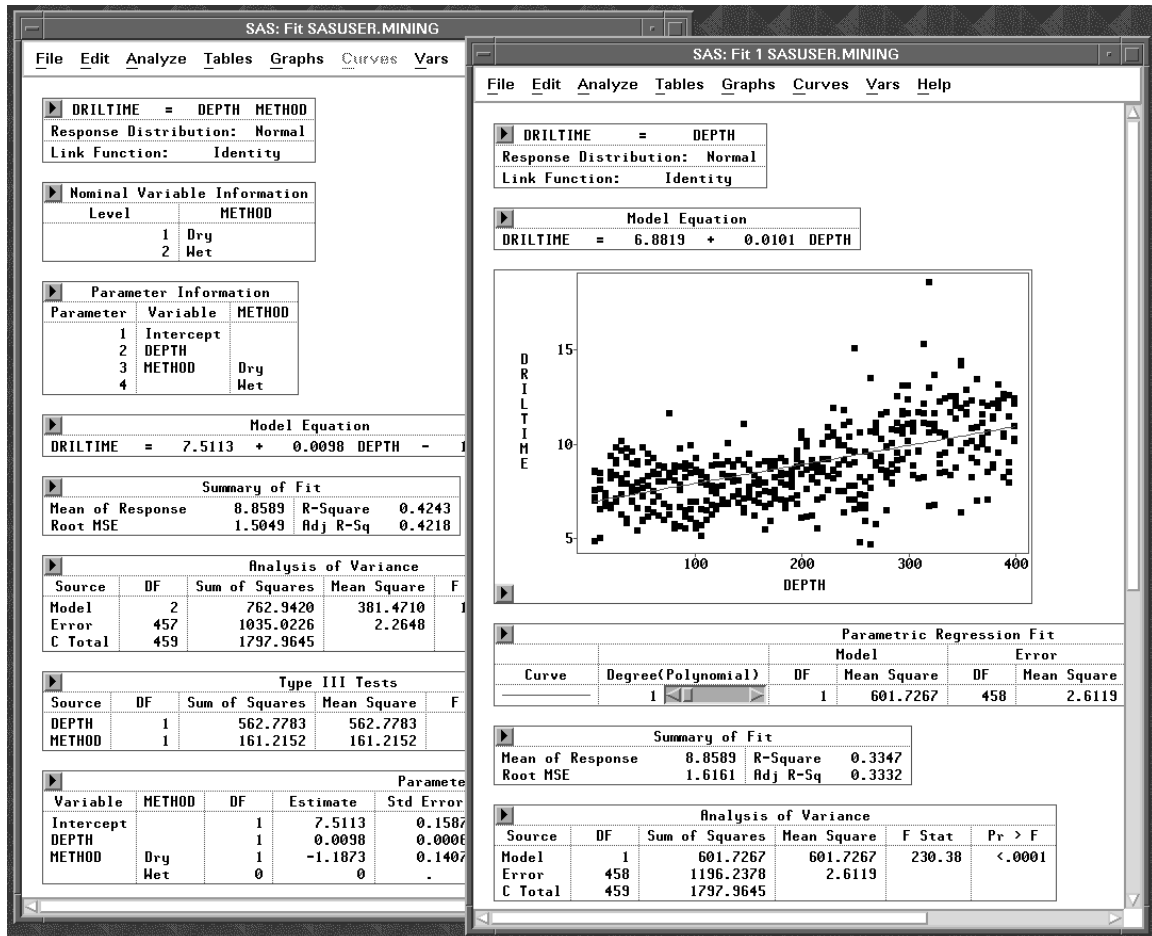 SAS: Fit SASUSER.MINING
File Edit Analyze Tables Graphs Curves Vars
DRILTIME = DEPTH METHOD
Response Distribution: Normal
Link Function: Identity
Nominal Variable Information
Level METHOD
1 Dry
2 Wet
Parameter Information
Parameter Variable METHOD
1 Intercept
2 DEPTH
3 METHOD Dry
4 Wet
Model Equation
DRILTIME = 7.5113 + 0.0098 DEPTH - 1
Summary of Fit
Mean of Response 8.8589 R-Square 0.4243
Root MSE 1.5049 Adj R-Sq 0.4218
Analysis of Variance
Source DF Sum of Squares Mean Square F
Model 2 762.9420 381.4710 1
Error 457 1035.0226 2.2648
C Total 459 1797.9645
Type III Tests
Source DF Sum of Squares Mean Square F
DEPTH 1 562.7783 562.7783
METHOD 1 161.2152 161.2152
Paramete
Variable METHOD DF Estimate Std Error
Intercept 1 7.5113 0.1587
DEPTH 1 0.0098 0.0006
METHOD Dry 1 -1.1873 0.1407
Wet 0 0 .
SAS: Fit 1 SASUSER.MINING
File Edit Analyze Tables Graphs Curves Vars Help
DRILTIME = DEPTH
Response Distribution: Normal
Link Function: Identity
Model Equation
DRILTIME = 6.8819 + 0.0101 DEPTH
DRILTIME
15
10
5
100 200 300 400
DEPTH
Parametric Regression Fit
Model Error
Curve Degree(Polynomial) DF Mean Square DF Mean Square
1 1 601.7267 458 2.6119
Summary of Fit
Mean of Response 8.8589 R-Square 0.3347
Root MSE 1.6161 Adj R-Sq 0.3332
Analysis of Variance
Source DF Sum of Squares Mean Square F Stat Pr > F
Model 1 601.7267 601.7267 230.38 <.0001
Error 458 1196.2378 2.6119
C Total 459 1797.9645